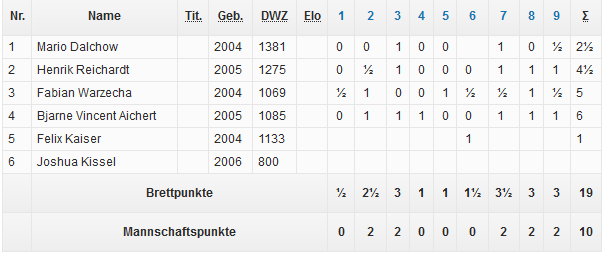 Nr. Name Tit. Geb. DWZ Elo 1 2 3 4 5 6 7 8 9 Σ
1 Mario Dalchow 2004 1381 0 0 1 0 0 1 0 ½ 2½
2 Henrik Reichardt 2005 1275 0 ½ 1 0 0 0 1 1 1 4½
3 Fabian Warzecha 2004 1069 ½ 1 0 0 1 ½ ½ 1 ½ 5
4 Bjarne Vincent Aichert 2005 1085 0 1 1 1 0 0 1 1 1 6
5 Felix Kaiser 2004 1133 1 1
6 Joshua Kissel 2006 800
Brettpunkte ½ 2½ 3 1 1 1½ 3½ 3 3 19
Mannschaftspunkte 0 2 2 0 0 0 2 2 2 10